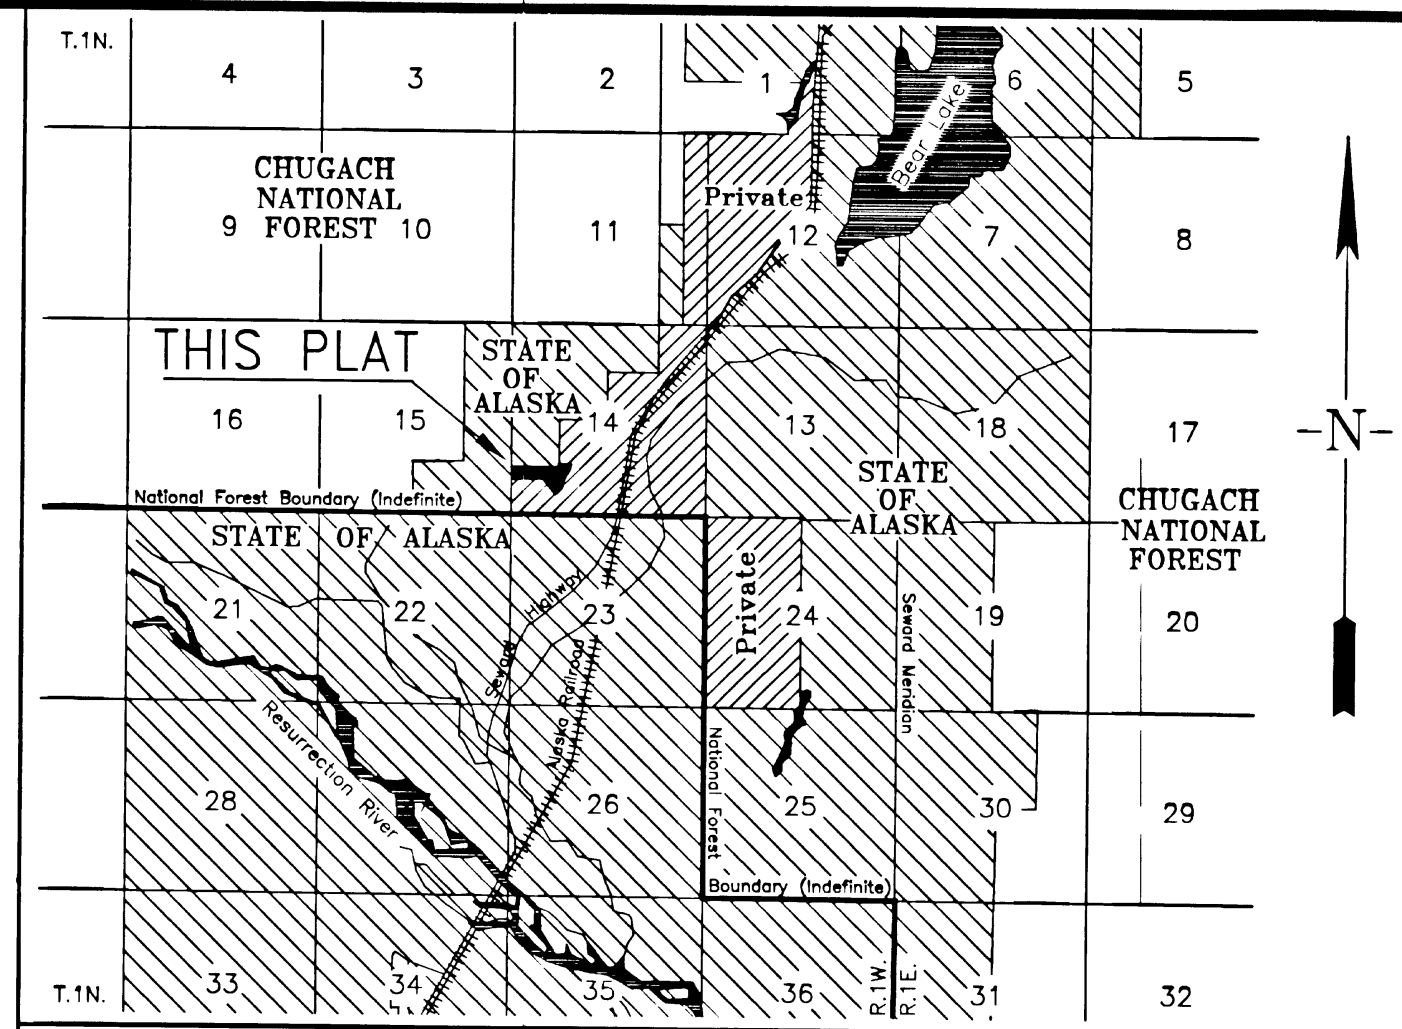 T.1N.
4
3
2
1
6
5
Bear Lake
CHUGACH
NATIONAL
FOREST
9
10
11
Private
12
7
8
THIS PLAT
STATE
OF
ALASKA
16
15
14
13
18
17
-N-
STATE
OF
ALASKA
CHUGACH
NATIONAL
FOREST
National Forest Boundary (Indefinite)
STATE OF ALASKA
Private
21
22
23
24
19
20
Seward Highway
Alaska Railroad
Seward Meridian
Resurrection River
National Forest
Boundary (Indefinite)
28
26
25
30
29
T.1N.
33
34
35
36
R.1W.
R.1E.
31
32